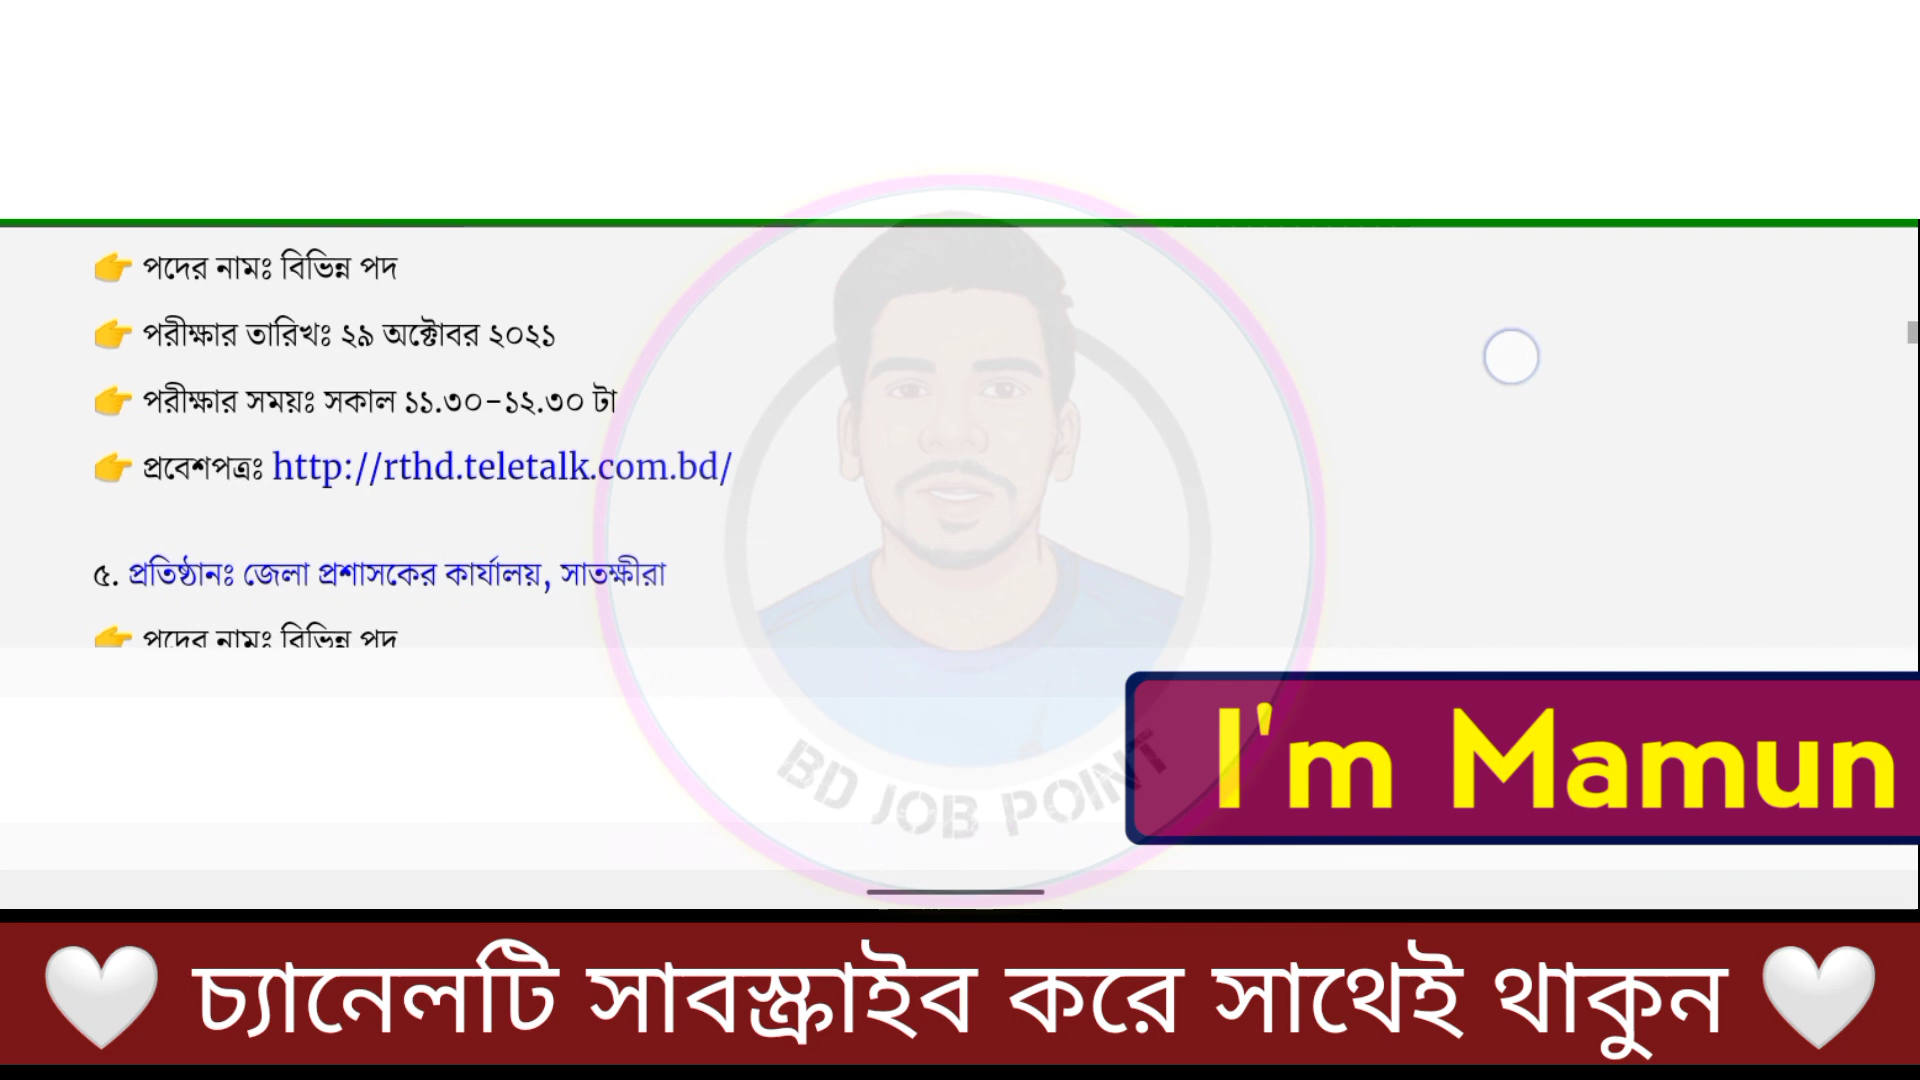 👉 পদের নামঃ বিভিন্ন পদ
👉 পরীক্ষার তারিখঃ ২৯ অক্টোবর ২০২১
👉 পরীক্ষার সময়ঃ সকাল ১১.৩০-১২.৩০ টা
👉 প্রবেশপত্রঃ http://rthd.teletalk.com.bd/
৫. প্রতিষ্ঠানঃ জেলা প্রশাসকের কার্যালয়, সাতক্ষীরা
👉 পদের নামঃ বিভিন্ন পদ
I'm Mamun
BD JOB POINT
🤍 চ্যানেলটি সাবস্ক্রাইব করে সাথেই থাকুন 🤍